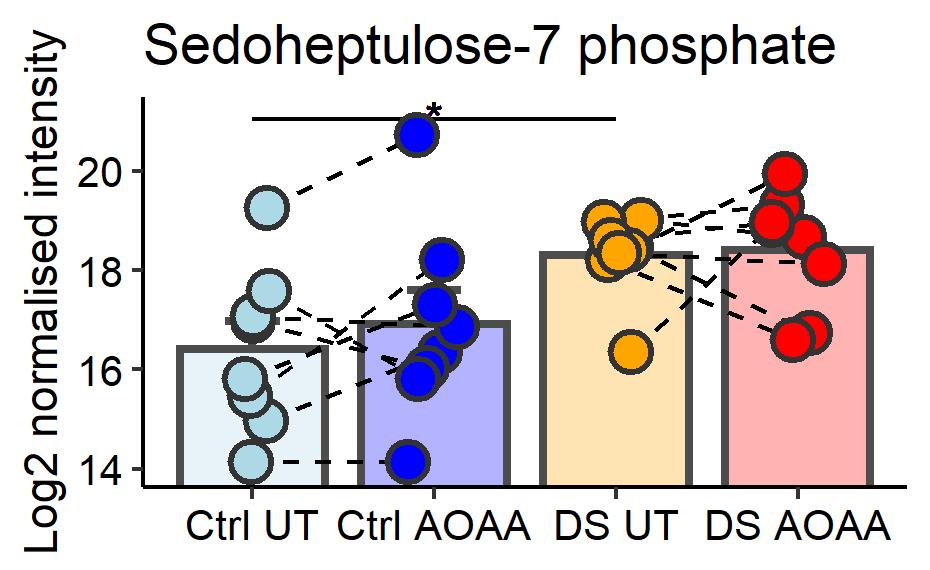 Sedoheptulose-7 phosphate
Log2 normalised intensity
*
20
18
16
14
Ctrl UT
Ctrl AOAA
DS UT
DS AOAA